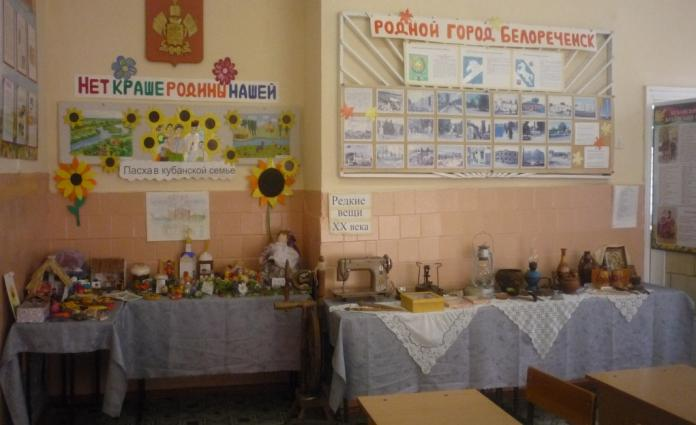 НЕТ КРАШЕ РОДИНЫ НАШЕЙ
Пасха в кубанской семье
РОДНОЙ ГОРОД БЕЛОРЕЧЕНСК
Редкие
вещи
XX века